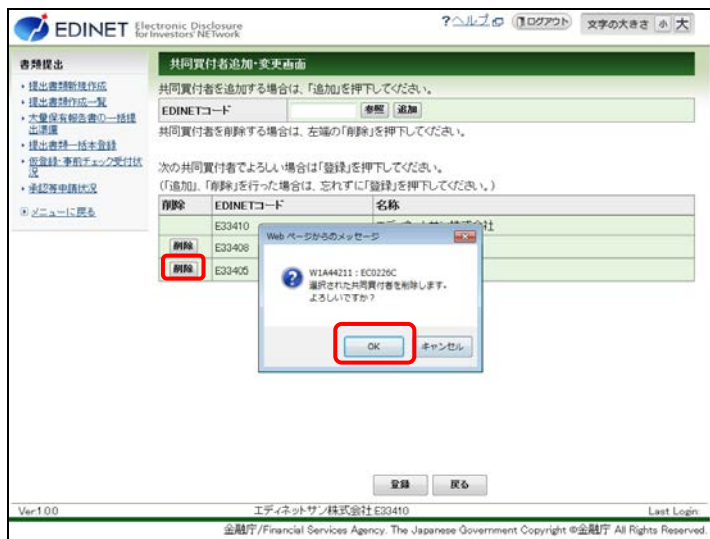 EDINET Electronic Disclosure for Investors' NETwork
?ヘルプ ログアウト 文字の大きさ 小 大
書類提出
・提出書類新規作成
・提出書類作成一覧
・大量保有報告書の一括提出準備
・提出書類一括本登録
・仮登録・事前チェック受付状況
・承認等申請状況
メニューに戻る
共同買付者追加・変更画面
共同買付者を追加する場合は、「追加」を押下してください。
EDINETコード 参照 追加
共同買付者を削除する場合は、左端の「削除」を押下してください。
次の共同買付者でよろしい場合は「登録」を押下してください。
(「追加」、「削除」を行った場合は、忘れずに「登録」を押下してください。)
削除 EDINETコード 名称
E33410
削除 E33408
削除 E33405
Web ページからのメッセージ
W1A44211 : EC0226C
選択された共同買付者を削除します。
よろしいですか?
OK キャンセル
登録 戻る
Ver.1.00 エディネットサン株式会社 E33410 Last Login:
金融庁/Financial Services Agency. The Japanese Government Copyright ©金融庁 All Rights Reserved.